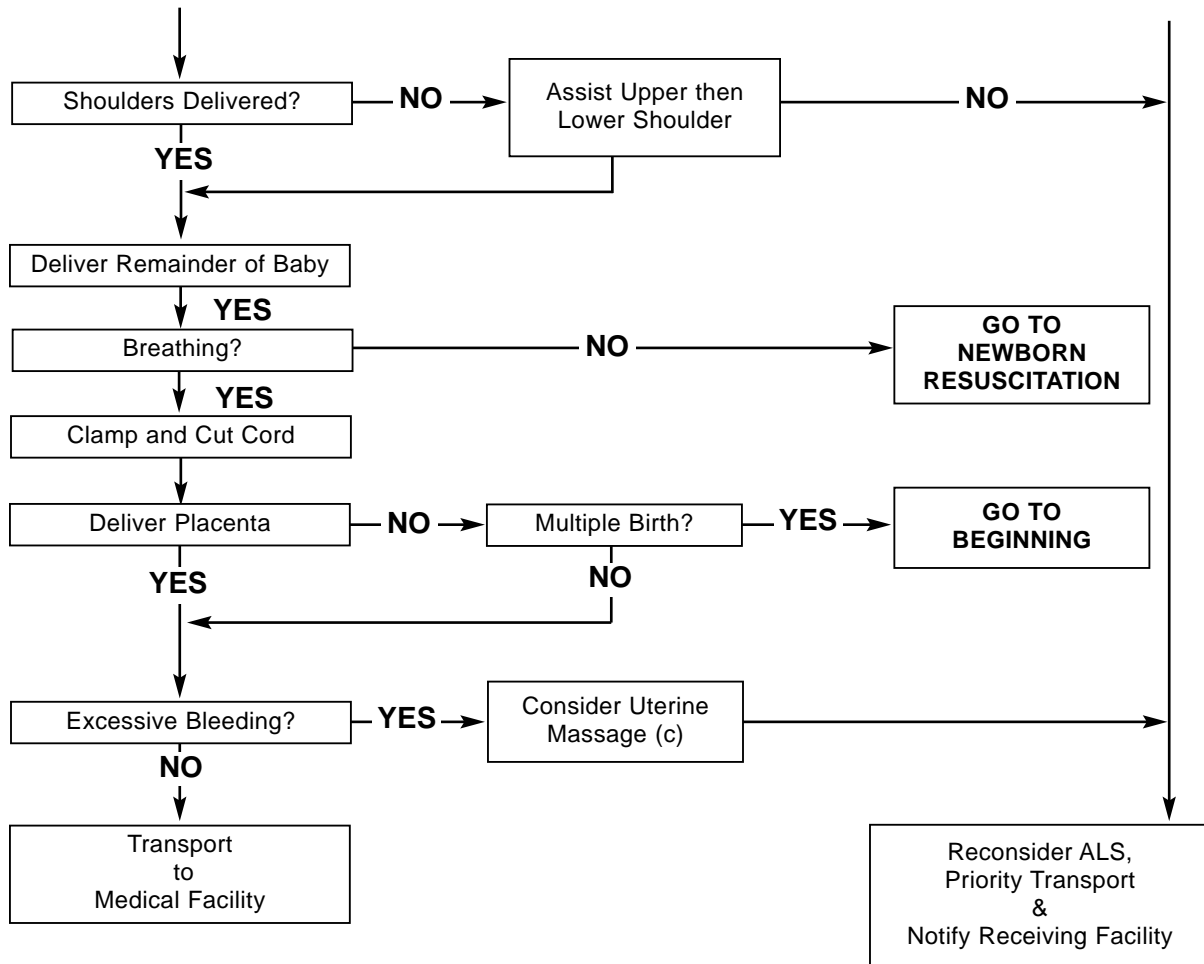 Shoulders Delivered?
NO
Assist Upper then
Lower Shoulder
NO
YES
Deliver Remainder of Baby
YES
Breathing?
NO
GO TO
NEWBORN
RESUSCITATION
YES
Clamp and Cut Cord
Deliver Placenta
NO
Multiple Birth?
YES
GO TO
BEGINNING
YES
NO
Excessive Bleeding?
YES
Consider Uterine
Massage (c)
NO
Transport
to
Medical Facility
Reconsider ALS,
Priority Transport
&
Notify Receiving Facility